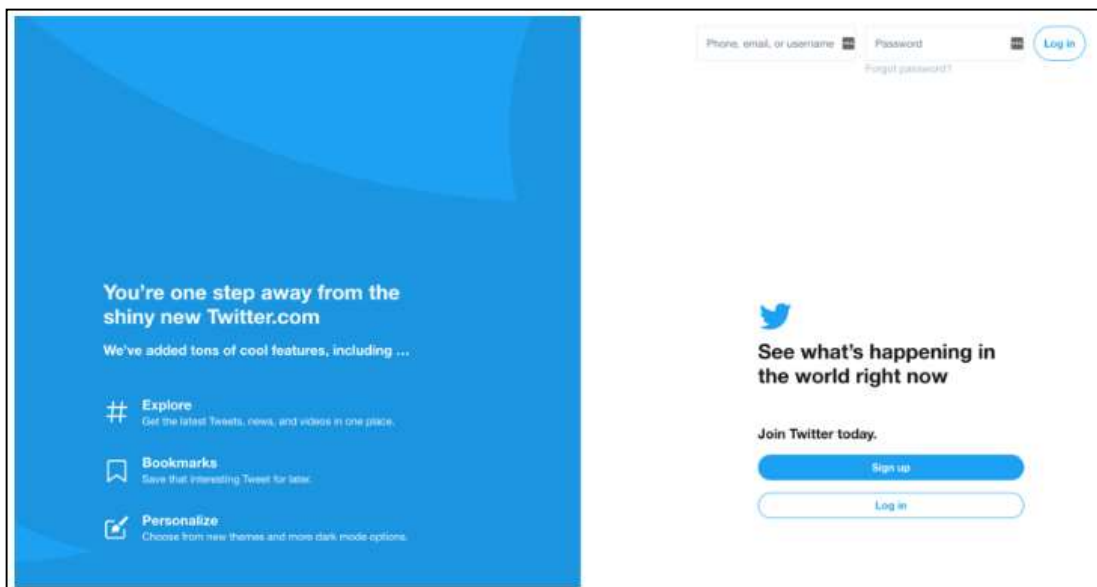 Phone, email, or username
Password
Log in
Forgot password?
You're one step away from the
shiny new Twitter.com
We've added tons of cool features, including ...
Explore
Get the latest Tweets, news, and videos in one place.
Bookmarks
Save that interesting Tweet for later.
Personalize
Choose from new themes and more dark mode options.
See what's happening in
the world right now
Join Twitter today.
Sign up
Log in